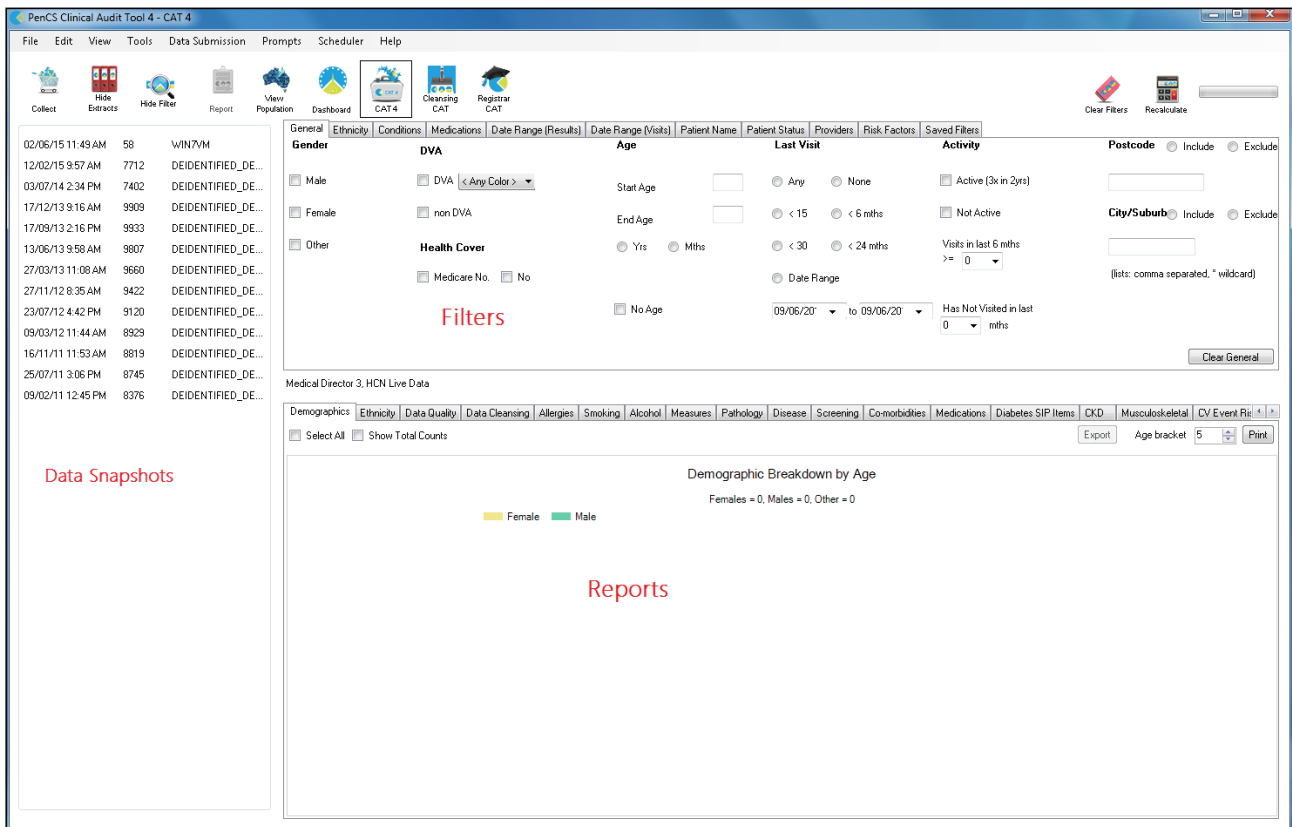 PenCS Clinical Audit Tool 4 - CAT 4
File Edit View Tools Data Submission Prompts Scheduler Help
Collect
Hide Extracts
Hide Filter
Report
View Population
Dashboard
CAT 4
CAT4
Cleansing CAT
Registrar CAT
Clear Filters
Recalculate
02/06/15 11:49 AM 58 WIN7VM
12/02/15 9:57 AM 7712 DEIDENTIFIED_DE...
03/07/14 2:34 PM 7402 DEIDENTIFIED_DE...
17/12/13 9:16 AM 9909 DEIDENTIFIED_DE...
17/09/13 2:16 PM 9933 DEIDENTIFIED_DE...
13/06/13 9:58 AM 9807 DEIDENTIFIED_DE...
27/03/13 11:08 AM 9660 DEIDENTIFIED_DE...
27/11/12 8:35 AM 9422 DEIDENTIFIED_DE...
23/07/12 4:42 PM 9120 DEIDENTIFIED_DE...
09/03/12 11:44 AM 8929 DEIDENTIFIED_DE...
16/11/11 11:53 AM 8819 DEIDENTIFIED_DE...
25/07/11 3:06 PM 8745 DEIDENTIFIED_DE...
09/02/11 12:45 PM 8376 DEIDENTIFIED_DE...
Data Snapshots
General Ethnicity Conditions Medications Date Range (Results) Date Range (Visits) Patient Name Patient Status Providers Risk Factors Saved Filters
Gender DVA Age Last Visit Activity Postcode Include Exclude
Male DVA < Any Color > Start Age Any None Active (3x in 2yrs)
Female non DVA End Age < 15 < 6 mths Not Active City/Suburb Include Exclude
Other Health Cover Yrs Mths < 30 < 24 mths Visits in last 6 mths
>= 0
Medicare No. No Date Range (lists: comma separated, * wildcard)
Filters
No Age 09/06/20 to 09/06/20 Has Not Visited in last
0 mths
Clear General
Medical Director 3, HCN Live Data
Demographics Ethnicity Data Quality Data Cleansing Allergies Smoking Alcohol Measures Pathology Disease Screening Co-morbidities Medications Diabetes SIP Items CKD Musculoskeletal CV Event Ris
Select All Show Total Counts Export Age bracket 5 Print
Demographic Breakdown by Age
Females = 0, Males = 0, Other = 0
Female Male
Reports